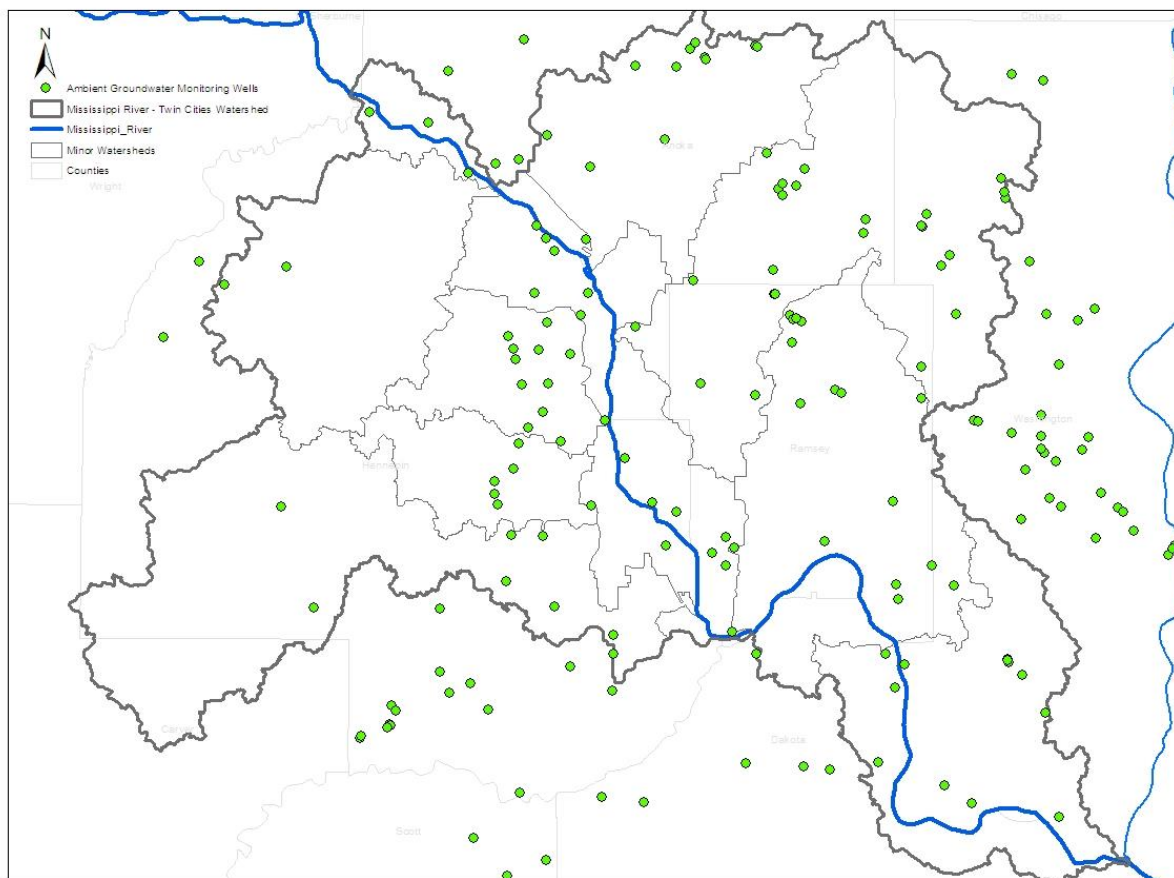 Sherbourne
Chisago
N
Ambient Groundwater Monitoring Wells
Mississippi River - Twin Cities Watershed
Mississippi_River
Minor Watersheds
Counties
Wright
Anoka
Washington
Ramsey
Hennepin
Carver
Dakota
Scott